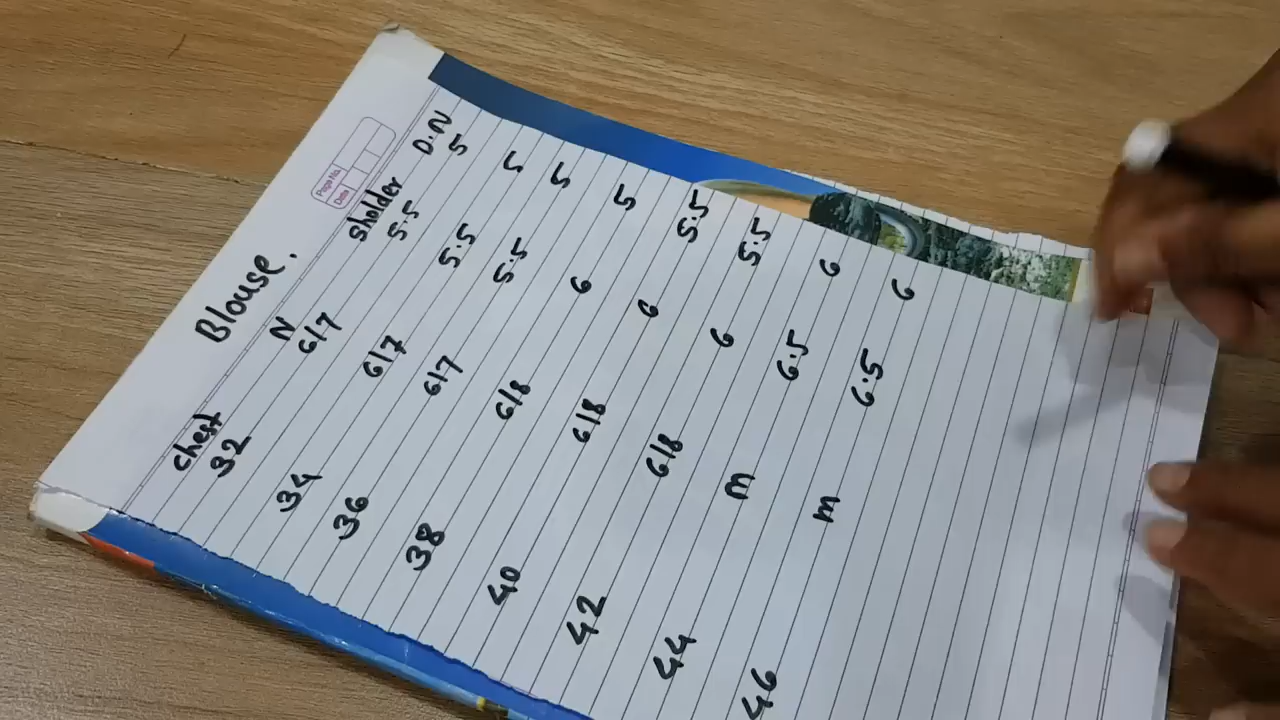 Page No.
Date
Blouse.
chest N Sholder D.N
32 6/7 5.5 5
34 6/7 5.5 5
36 6/7 5.5 5
38 6/8 6 5
40 6/8 6 5.5
42 6/8 6 5.5
44 m 6.5 6
46 m 6.5 6